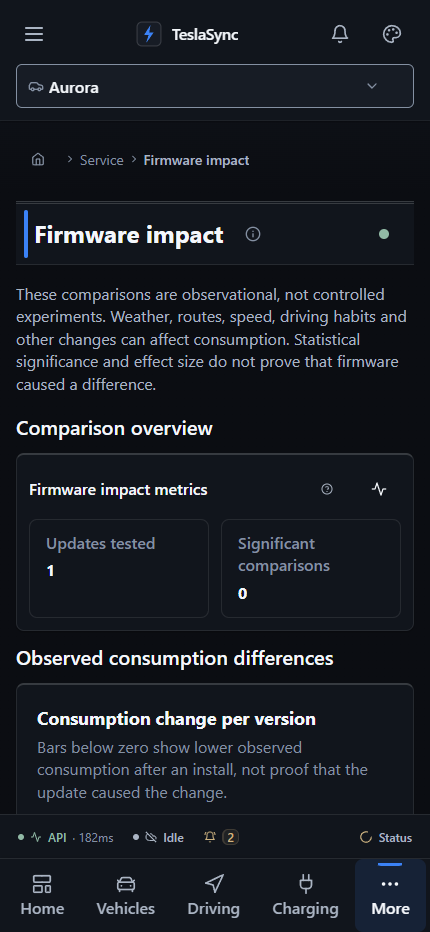 TeslaSync
Aurora
Service
Firmware impact
Firmware impact
These comparisons are observational, not controlled
experiments. Weather, routes, speed, driving habits and
other changes can affect consumption. Statistical
significance and effect size do not prove that firmware
caused a difference.
Comparison overview
Firmware impact metrics
Updates tested
1
Significant
comparisons
0
Observed consumption differences
Consumption change per version
Bars below zero show lower observed
consumption after an install, not proof that the
update caused the change.
API · 182ms
Idle
2
Status
Home
Vehicles
Driving
Charging
More